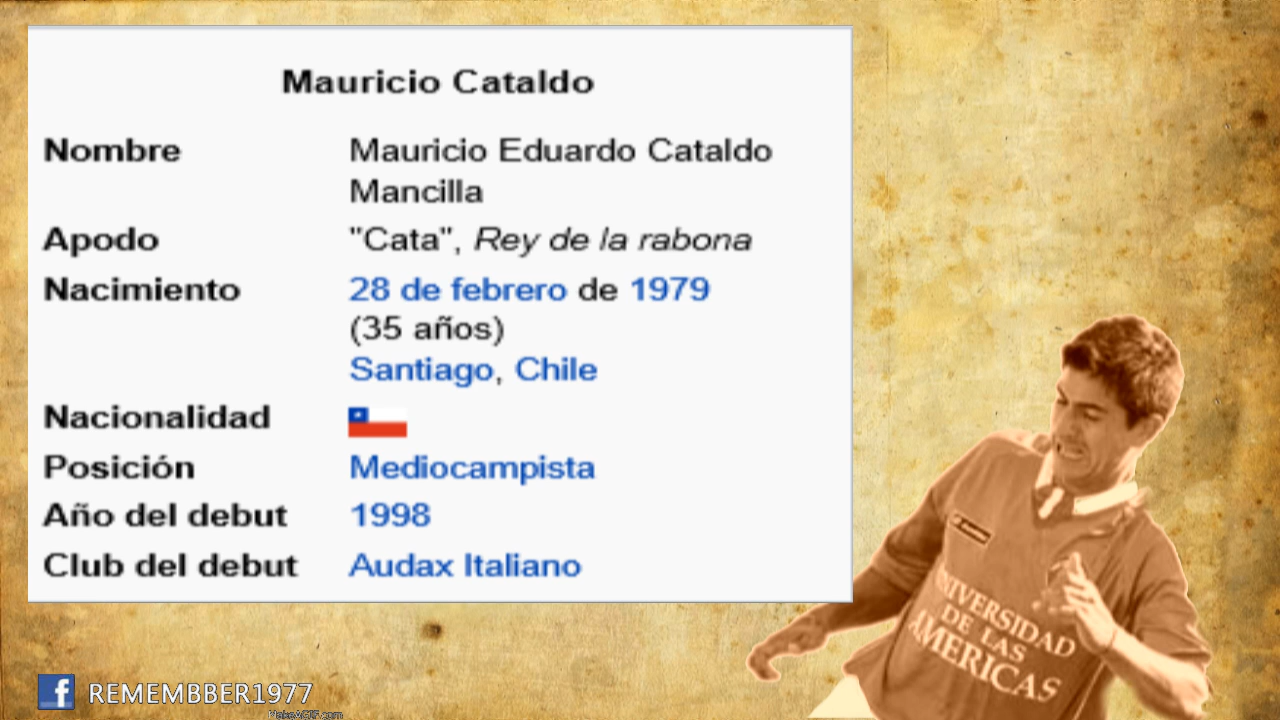 Mauricio Cataldo
Nombre Mauricio Eduardo Cataldo
Mancilla
Apodo "Cata", Rey de la rabona
Nacimiento 28 de febrero de 1979
(35 años)
Santiago, Chile
Nacionalidad
Posición Mediocampista
Año del debut 1998
Club del debut Audax Italiano
UNIVERSIDAD
DE LAS
AMERICAS
f REMEMBBER1977
MakeAGIF.com